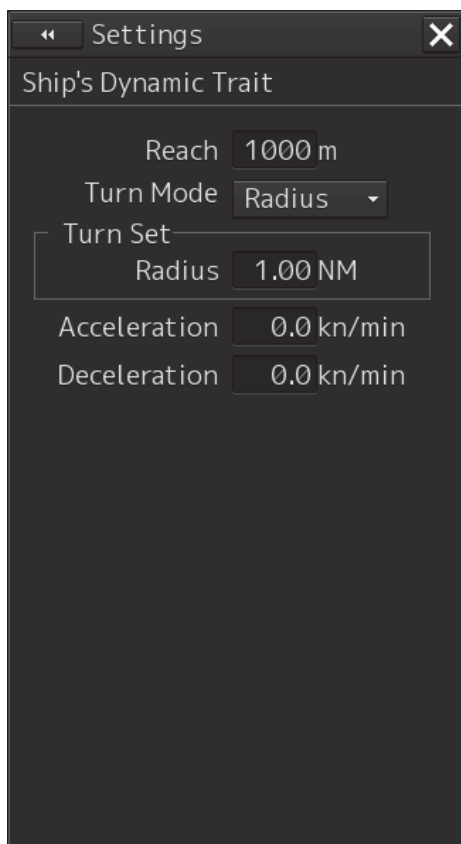 Settings
Ship's Dynamic Trait
Reach 1000 m
Turn Mode Radius
Turn Set
Radius 1.00 NM
Acceleration 0.0 kn/min
Deceleration 0.0 kn/min